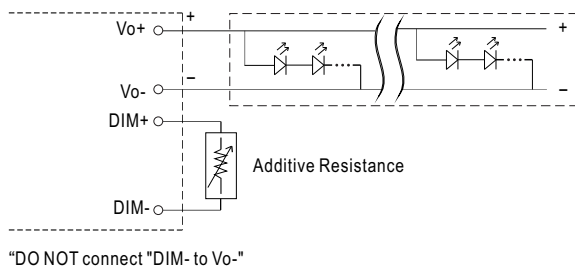 +
Vo+
+
−
Vo-
−
DIM+
Additive Resistance
DIM-
“DO NOT connect "DIM- to Vo-"